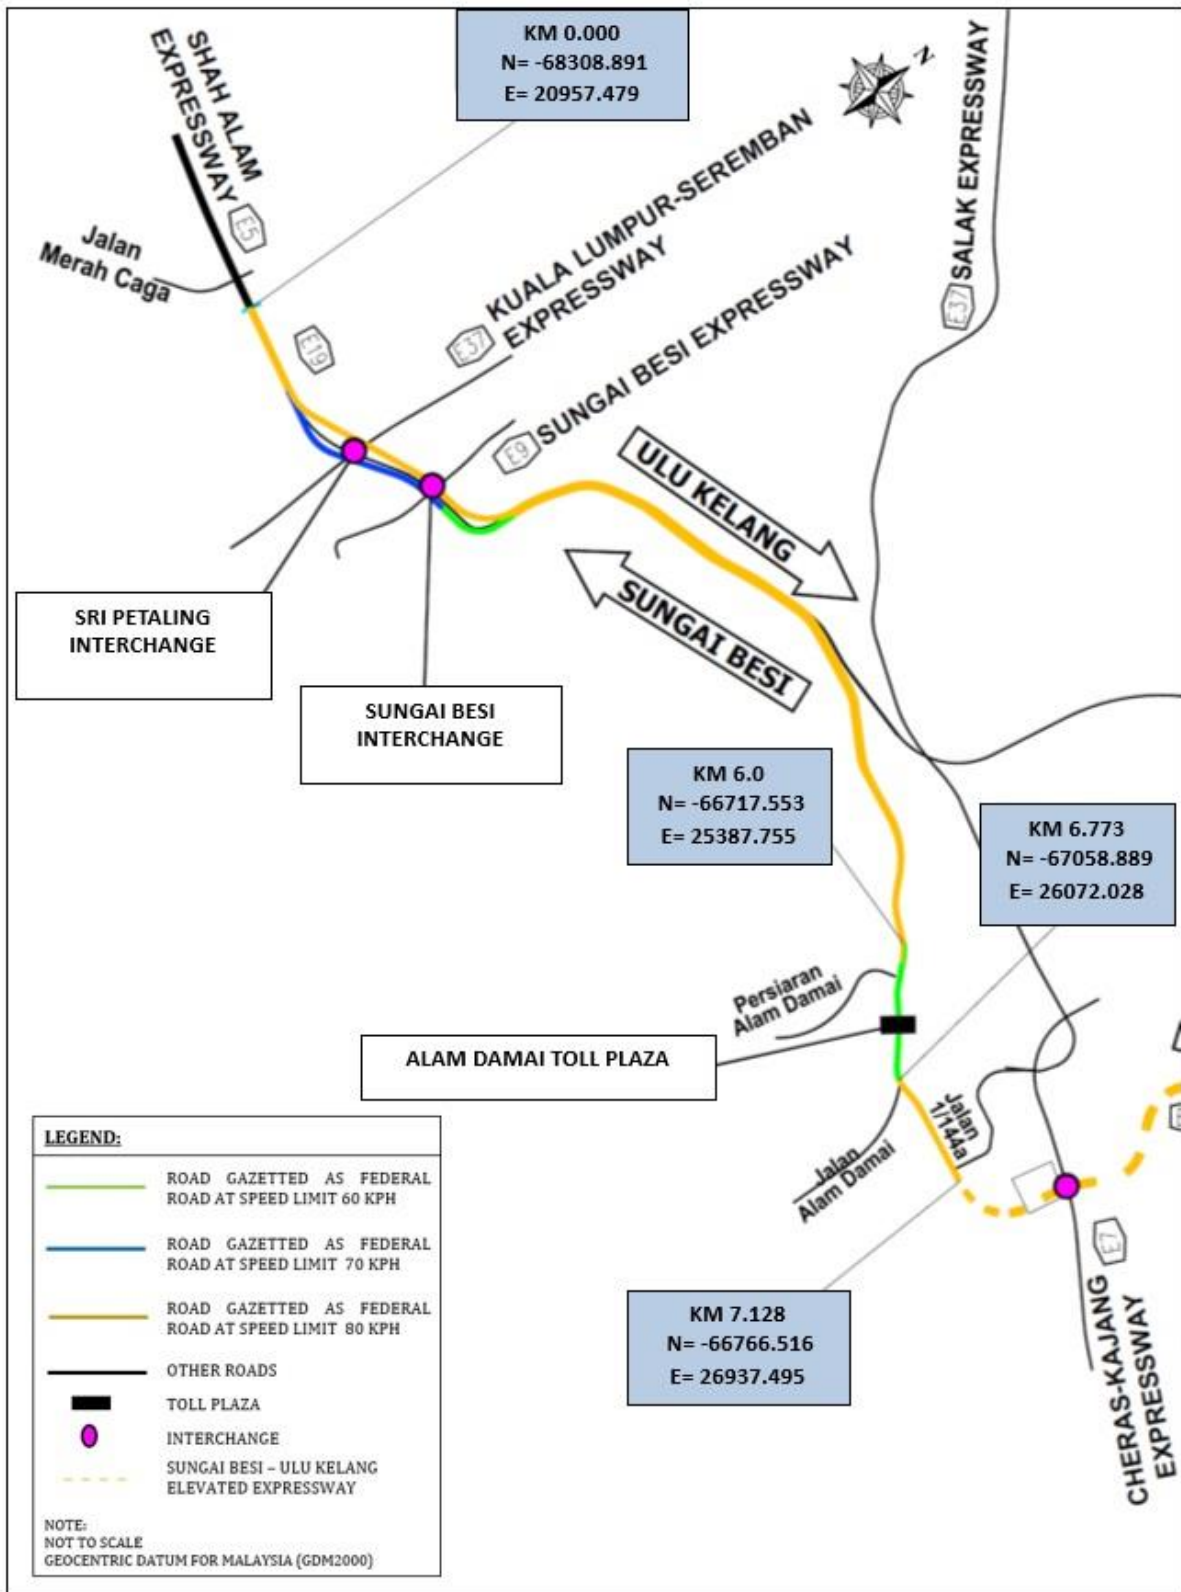 KM 0.000
N= -68308.891
E= 20957.479
N
SHAH ALAM
EXPRESSWAY
E5
Jalan
Merah Caga
E19
E37
KUALA LUMPUR-SEREMBAN
EXPRESSWAY
E9
SUNGAI BESI EXPRESSWAY
E37
SALAK EXPRESSWAY
ULU KELANG
SUNGAI BESI
SRI PETALING
INTERCHANGE
SUNGAI BESI
INTERCHANGE
KM 6.0
N= -66717.553
E= 25387.755
KM 6.773
N= -67058.889
E= 26072.028
Persiaran
Alam Damai
ALAM DAMAI TOLL PLAZA
Jalan
1/144a
Jalan
Alam Damai
E7
CHERAS-KAJANG
EXPRESSWAY
KM 7.128
N= -66766.516
E= 26937.495
LEGEND:
ROAD GAZETTED AS FEDERAL
ROAD AT SPEED LIMIT 60 KPH
ROAD GAZETTED AS FEDERAL
ROAD AT SPEED LIMIT 70 KPH
ROAD GAZETTED AS FEDERAL
ROAD AT SPEED LIMIT 80 KPH
OTHER ROADS
TOLL PLAZA
INTERCHANGE
SUNGAI BESI – ULU KELANG
ELEVATED EXPRESSWAY
NOTE:
NOT TO SCALE
GEOCENTRIC DATUM FOR MALAYSIA (GDM2000)